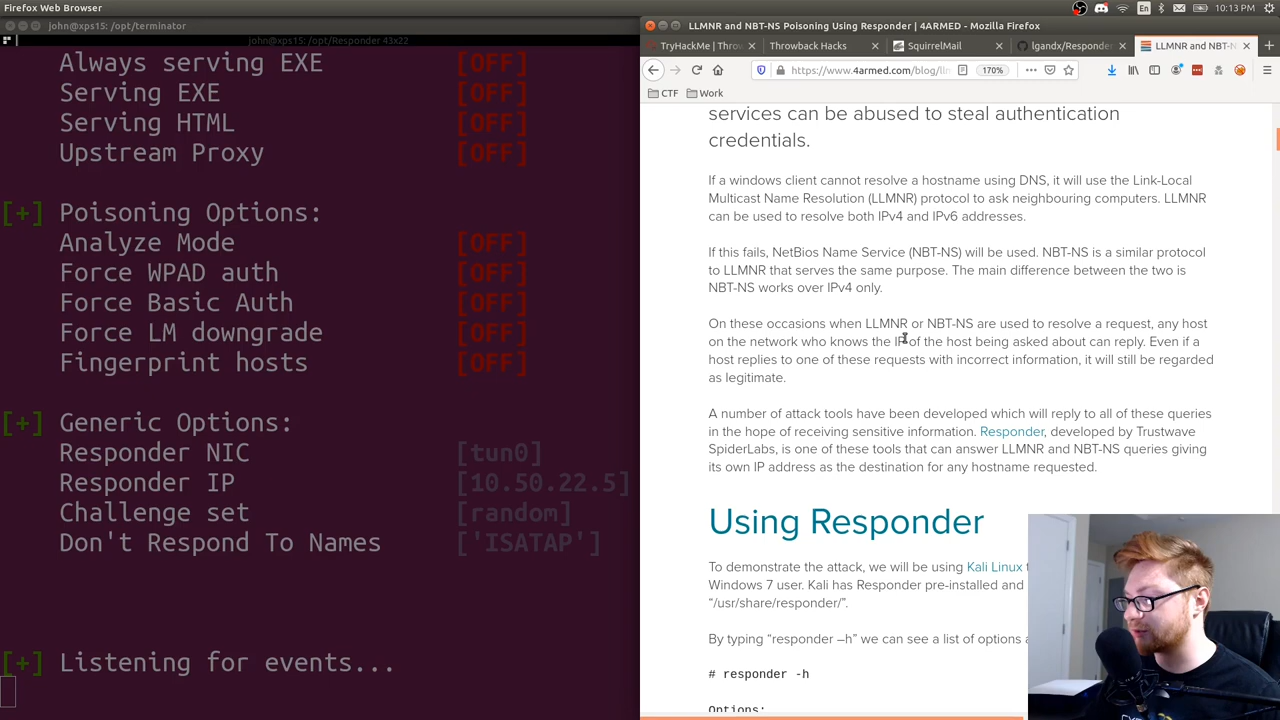 Firefox Web Browser
En
10:13 PM
john@xps15: /opt/terminator
john@xps15: /opt/Responder 43x22
Always serving EXE [OFF]
Serving EXE [OFF]
Serving HTML [OFF]
Upstream Proxy [OFF]
[+] Poisoning Options:
Analyze Mode [OFF]
Force WPAD auth [OFF]
Force Basic Auth [OFF]
Force LM downgrade [OFF]
Fingerprint hosts [OFF]
[+] Generic Options:
Responder NIC [tun0]
Responder IP [10.50.22.5]
Challenge set [random]
Don't Respond To Names ['ISATAP']
[+] Listening for events...
LLMNR and NBT-NS Poisoning Using Responder | 4ARMED - Mozilla Firefox
TryHackMe | Throw
Throwback Hacks
SquirrelMail
lgandx/Responder
LLMNR and NBT-N
https://www.4armed.com/blog/lln
170%
CTF
Work
services can be abused to steal authentication
credentials.
If a windows client cannot resolve a hostname using DNS, it will use the Link-Local
Multicast Name Resolution (LLMNR) protocol to ask neighbouring computers. LLMNR
can be used to resolve both IPv4 and IPv6 addresses.
If this fails, NetBios Name Service (NBT-NS) will be used. NBT-NS is a similar protocol
to LLMNR that serves the same purpose. The main difference between the two is
NBT-NS works over IPv4 only.
On these occasions when LLMNR or NBT-NS are used to resolve a request, any host
on the network who knows the IP of the host being asked about can reply. Even if a
host replies to one of these requests with incorrect information, it will still be regarded
as legitimate.
A number of attack tools have been developed which will reply to all of these queries
in the hope of receiving sensitive information. Responder, developed by Trustwave
SpiderLabs, is one of these tools that can answer LLMNR and NBT-NS queries giving
its own IP address as the destination for any hostname requested.
Using Responder
To demonstrate the attack, we will be using Kali Linux
Windows 7 user. Kali has Responder pre-installed and
“/usr/share/responder/”.
By typing “responder –h” we can see a list of options
# responder -h
Options: